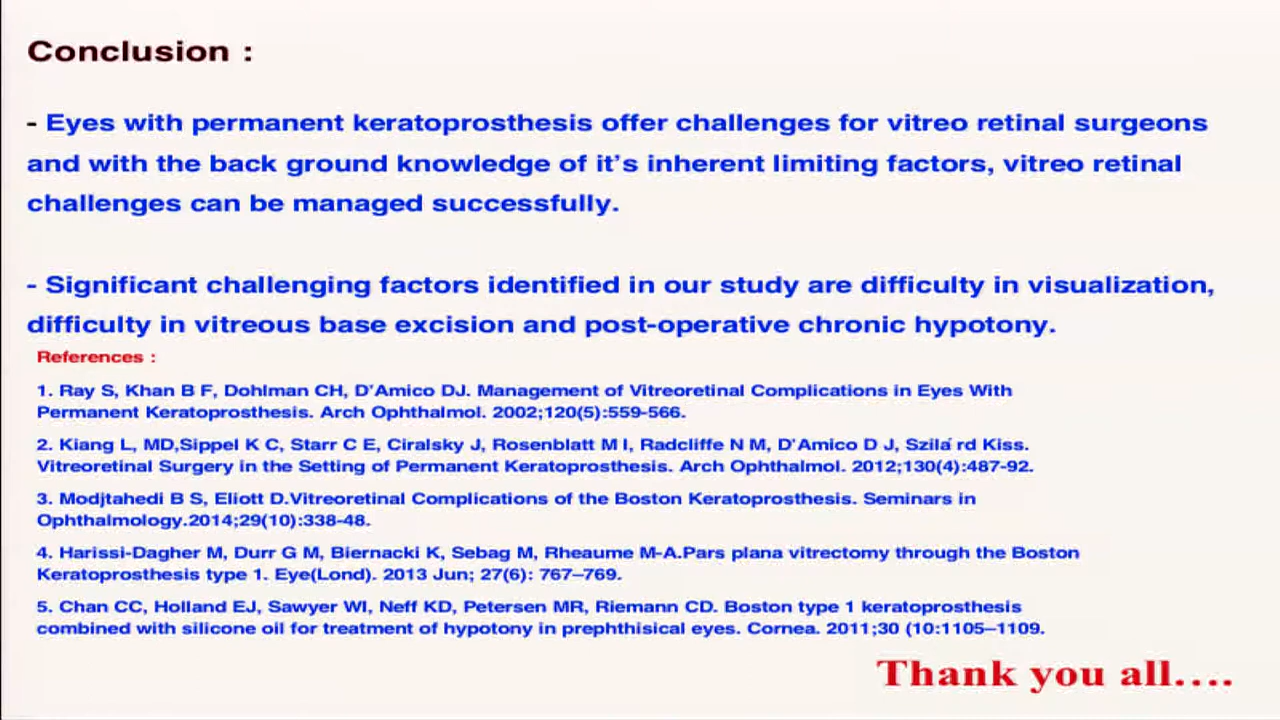 Conclusion :
- Eyes with permanent keratoprosthesis offer challenges for vitreo retinal surgeons
and with the back ground knowledge of it’s inherent limiting factors, vitreo retinal
challenges can be managed successfully.
- Significant challenging factors identified in our study are difficulty in visualization,
difficulty in vitreous base excision and post-operative chronic hypotony.
References :
1. Ray S, Khan B F, Dohlman CH, D'Amico DJ. Management of Vitreoretinal Complications in Eyes With
Permanent Keratoprosthesis. Arch Ophthalmol. 2002;120(5):559-566.
2. Kiang L, MD,Sippel K C, Starr C E, Ciralsky J, Rosenblatt M I, Radcliffe N M, D'Amico D J, Szila´rd Kiss.
Vitreoretinal Surgery in the Setting of Permanent Keratoprosthesis. Arch Ophthalmol. 2012;130(4):487-92.
3. Modjtahedi B S, Eliott D.Vitreoretinal Complications of the Boston Keratoprosthesis. Seminars in
Ophthalmology.2014;29(10):338-48.
4. Harissi-Dagher M, Durr G M, Biernacki K, Sebag M, Rheaume M-A.Pars plana vitrectomy through the Boston
Keratoprosthesis type 1. Eye(Lond). 2013 Jun; 27(6): 767–769.
5. Chan CC, Holland EJ, Sawyer WI, Neff KD, Petersen MR, Riemann CD. Boston type 1 keratoprosthesis
combined with silicone oil for treatment of hypotony in prephthisical eyes. Cornea. 2011;30 (10:1105–1109.
Thank you all....